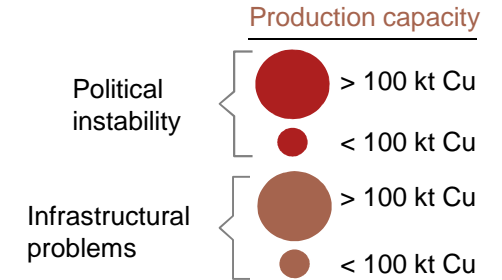 Production capacity
Political
instability
> 100 kt Cu
< 100 kt Cu
Infrastructural
problems
> 100 kt Cu
< 100 kt Cu